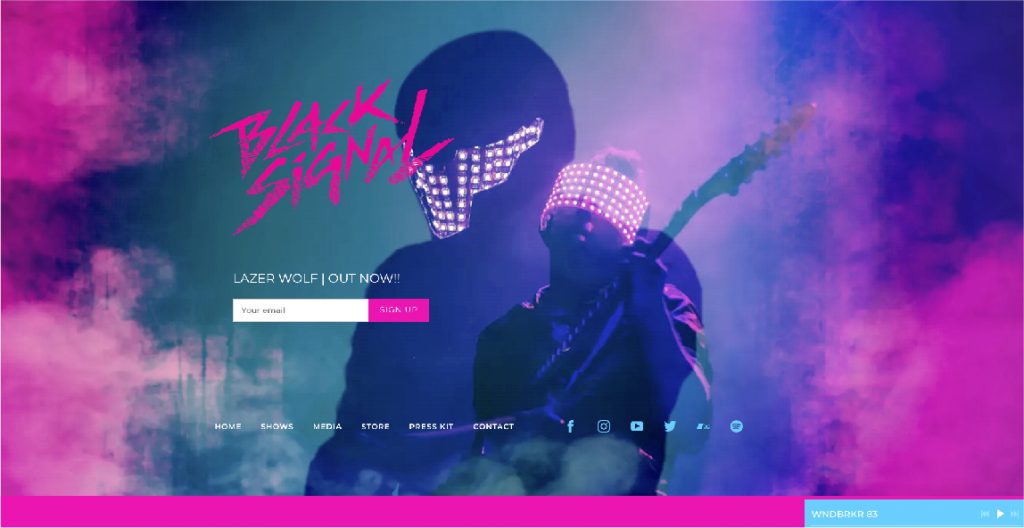 BLACK
SIGNAL
LAZER WOLF | OUT NOW!!
Your email
SIGN UP
HOME SHOWS MEDIA STORE PRESS KIT CONTACT
WNDBRKR 83